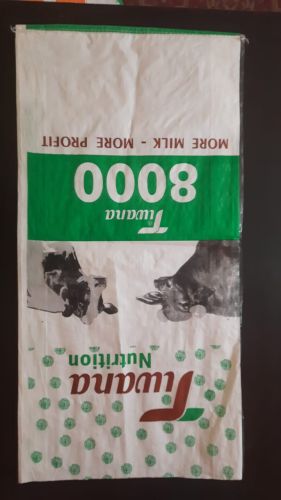 Tiwana
Nutrition
Tiwana
8000
MORE MILK - MORE PROFIT